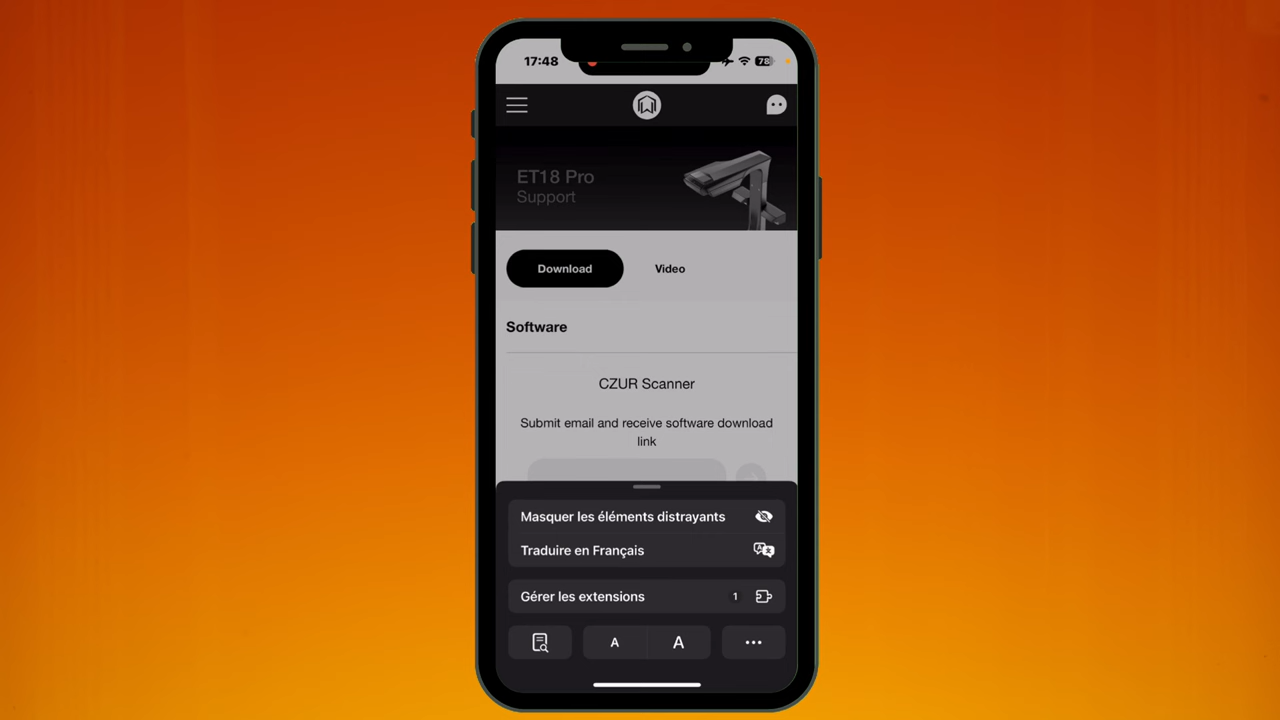 17:48
78
ET18 Pro
Support
Download
Video
Software
CZUR Scanner
Submit email and receive software download
link
Masquer les éléments distrayants
Traduire en Français
Gérer les extensions
1
A
A